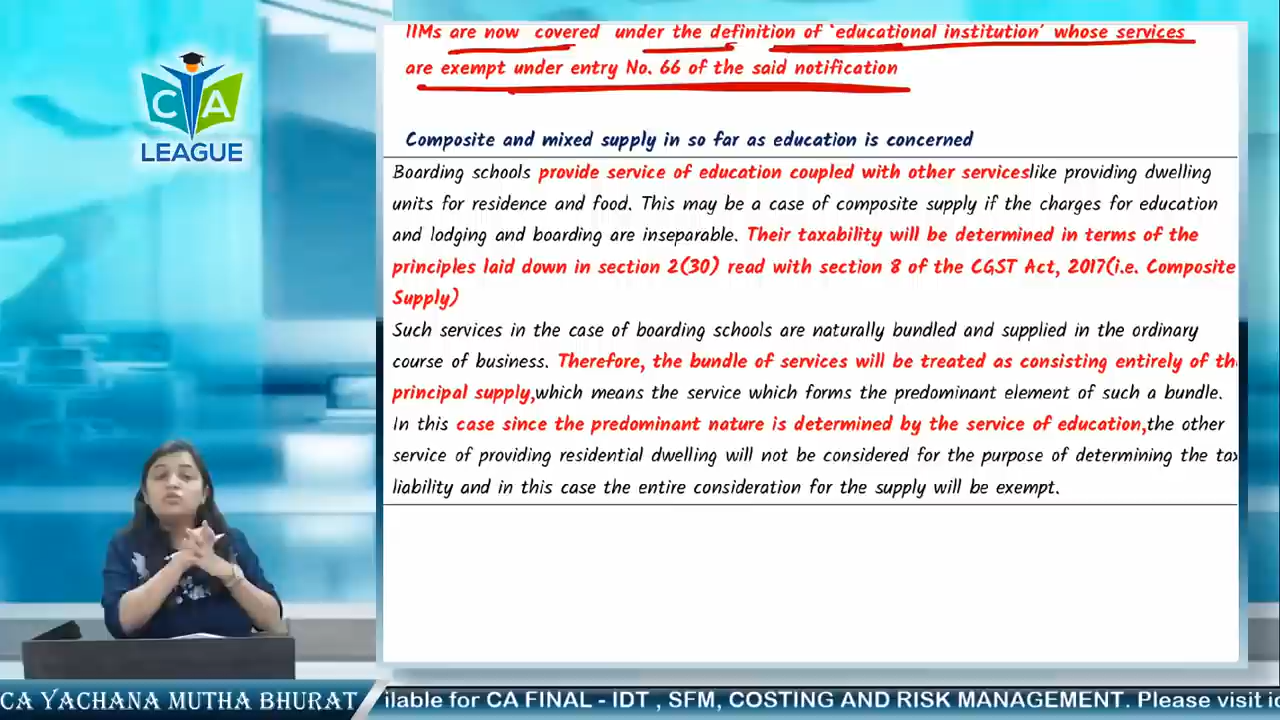 IIMs are now covered under the definition of ‘educational institution’ whose services
are exempt under entry No. 66 of the said notification
CA
LEAGUE
Composite and mixed supply in so far as education is concerned
Boarding schools provide service of education coupled with other serviceslike providing dwelling
units for residence and food. This may be a case of composite supply if the charges for education
and lodging and boarding are inseparable. Their taxability will be determined in terms of the
principles laid down in section 2(30) read with section 8 of the CGST Act, 2017(i.e. Composite
Supply)
Such services in the case of boarding schools are naturally bundled and supplied in the ordinary
course of business. Therefore, the bundle of services will be treated as consisting entirely of th
principal supply,which means the service which forms the predominant element of such a bundle.
In this case since the predominant nature is determined by the service of education,the other
service of providing residential dwelling will not be considered for the purpose of determining the tax
liability and in this case the entire consideration for the supply will be exempt.
CA YACHANA MUTHA BHURAT
ilable for CA FINAL - IDT , SFM, COSTING AND RISK MANAGEMENT. Please visit